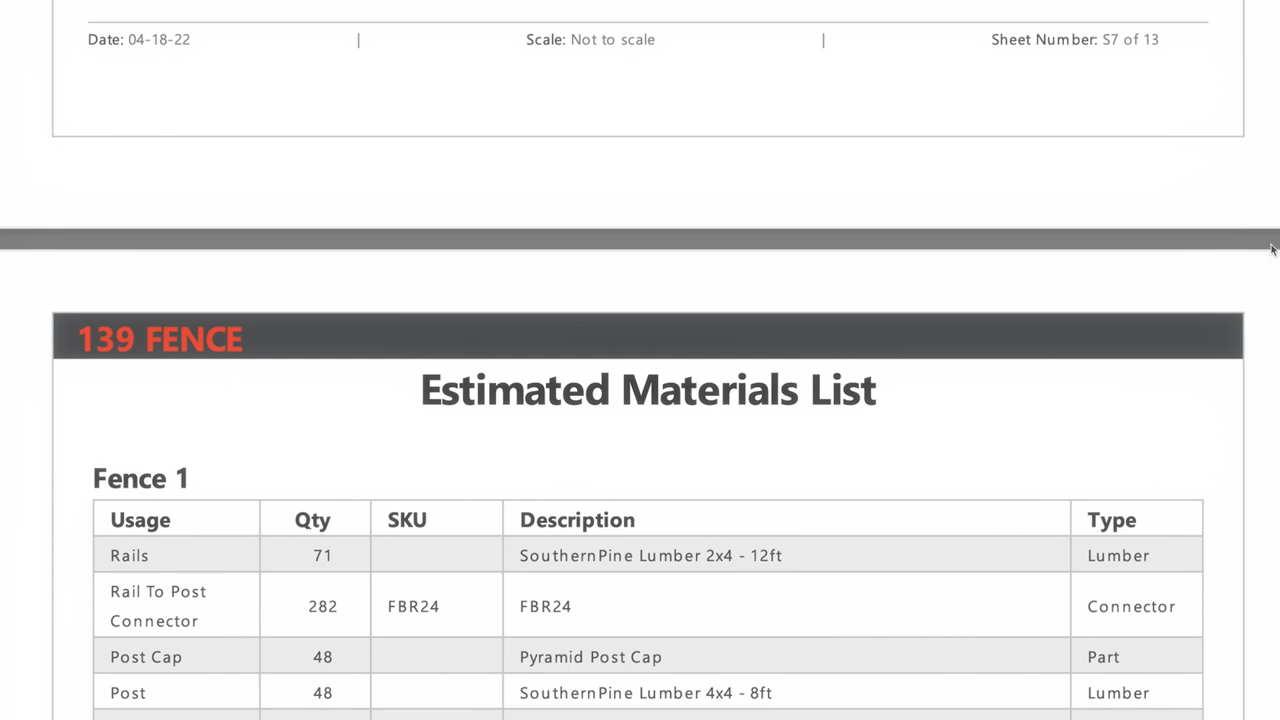 Date: 04-18-22 | Scale: Not to scale | Sheet Number: S7 of 13
139 FENCE
Estimated Materials List
Fence 1
Usage Qty SKU Description Type
Rails 71 SouthernPine Lumber 2x4 - 12ft Lumber
Rail To Post
Connector 282 FBR24 FBR24 Connector
Post Cap 48 Pyramid Post Cap Part
Post 48 SouthernPine Lumber 4x4 - 8ft Lumber